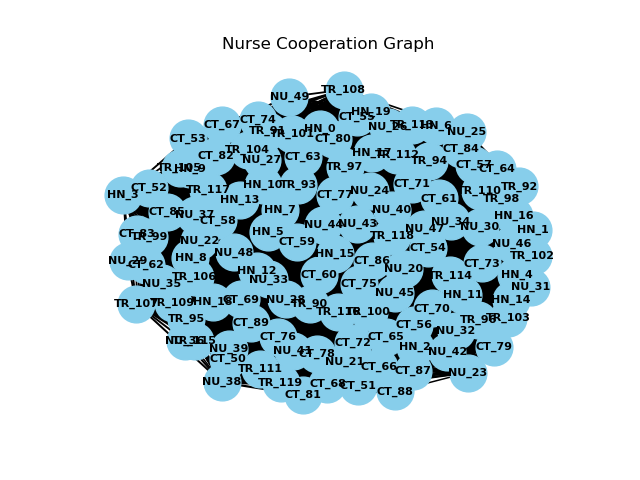 Nurse Cooperation Graph
TR_108
NU_49
HN_19
CT_55
CT_74
CT_67
TR_91
TR_101
HN_0
NU_26
TR_113
HN_6
NU_25
CT_53
CT_80
TR_104
CT_84
CT_82
NU_27
CT_63
HN_17
TR_112
TR_94
CT_57
CT_64
TR_105
HN_9
TR_97
CT_52
HN_3
TR_117
HN_10
TR_93
CT_77
NU_24
CT_71
TR_110
TR_92
TR_98
HN_13
CT_61
CT_85
NU_37
HN_7
NU_40
HN_16
CT_58
NU_44
NU_43
NU_34
NU_30
NU_47
HN_1
CT_83
TR_99
HN_5
TR_118
NU_22
CT_59
NU_46
CT_54
NU_48
HN_15
TR_102
HN_8
NU_29
CT_62
CT_86
CT_73
NU_20
HN_12
CT_60
TR_114
HN_4
TR_106
NU_33
NU_35
CT_75
NU_31
NU_45
HN_11
HN_14
TR_107
TR_109
CT_69
NU_28
TR_90
CT_70
TR_100
TR_95
TR_103
CT_89
CT_56
NU_32
CT_76
CT_65
TR_115
CT_72
HN_2
NU_39
NU_41
CT_78
NU_42
CT_79
CT_50
NU_21
TR_111
CT_66
CT_87
NU_23
NU_38
TR_119
CT_68
CT_51
CT_88
CT_81